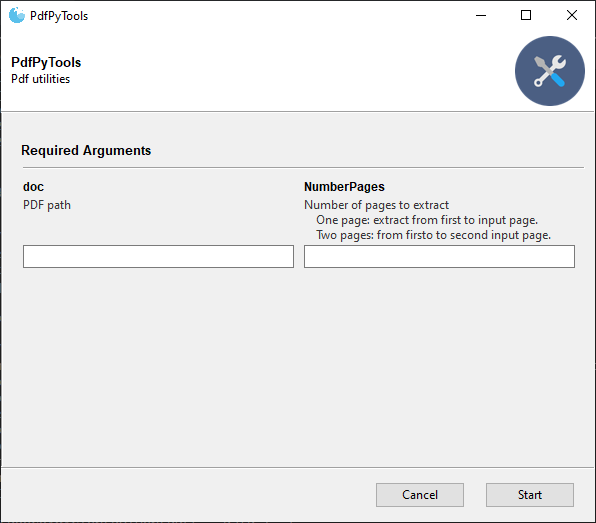 PdfPyTools
PdfPyTools
Pdf utilities
Required Arguments
doc
PDF path
NumberPages
Number of pages to extract
One page: extract from first to input page.
Two pages: from firsto to second input page.
Cancel
Start